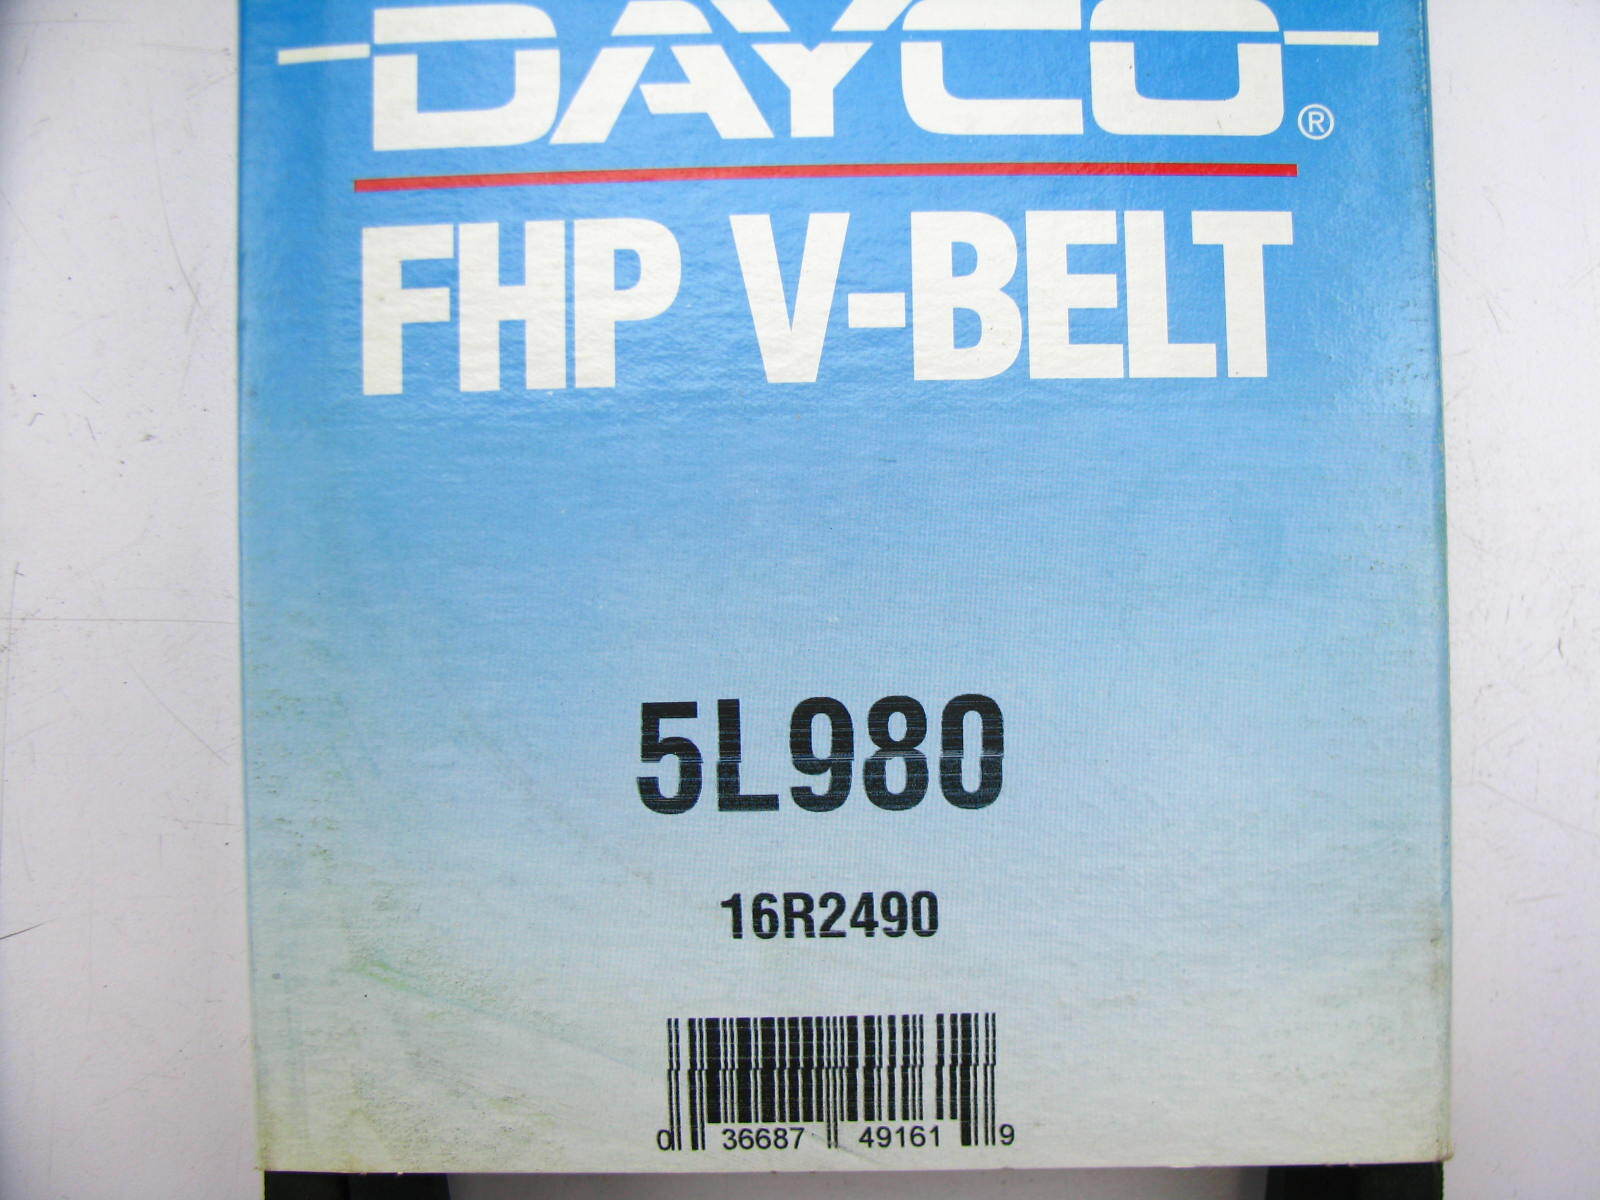 DAYCO®
FHP V-BELT
5L980
16R2490
0 36687 49161 9